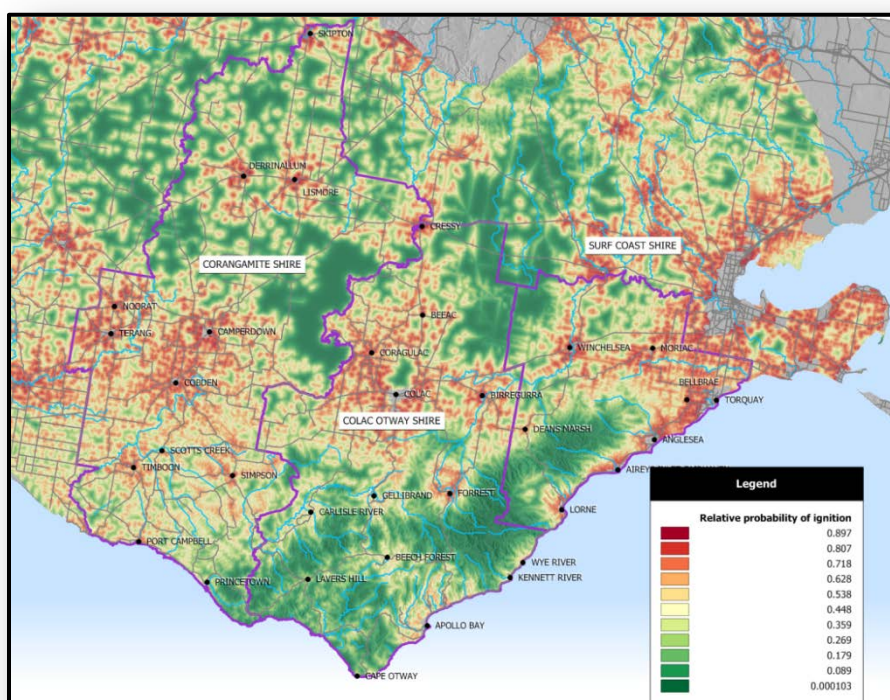 SKIPTON
DERRINALLUM
LISMORE
CRESSY
SURF COAST SHIRE
CORANGAMITE SHIRE
NOORAT
BEEAC
TERANG
CAMPERDOWN
WINCHELSEA
MORIAC
CORAGULAC
COBDEN
COLAC
BIRREGURRA
BELLBRAE
TORQUAY
COLAC OTWAY SHIRE
DEANS MARSH
ANGLESEA
SCOTTS CREEK
TIMBOON
SIMPSON
GELLIBRAND
FORREST
CARLISLE RIVER
LORNE
PORT CAMPBELL
BEECH FOREST
WYE RIVER
PRINCETOWN
LAVERS HILL
KENNETT RIVER
APOLLO BAY
CAPE OTWAY
Legend
Relative probability of ignition
0.897
0.807
0.718
0.628
0.538
0.448
0.359
0.269
0.179
0.089
0.000103